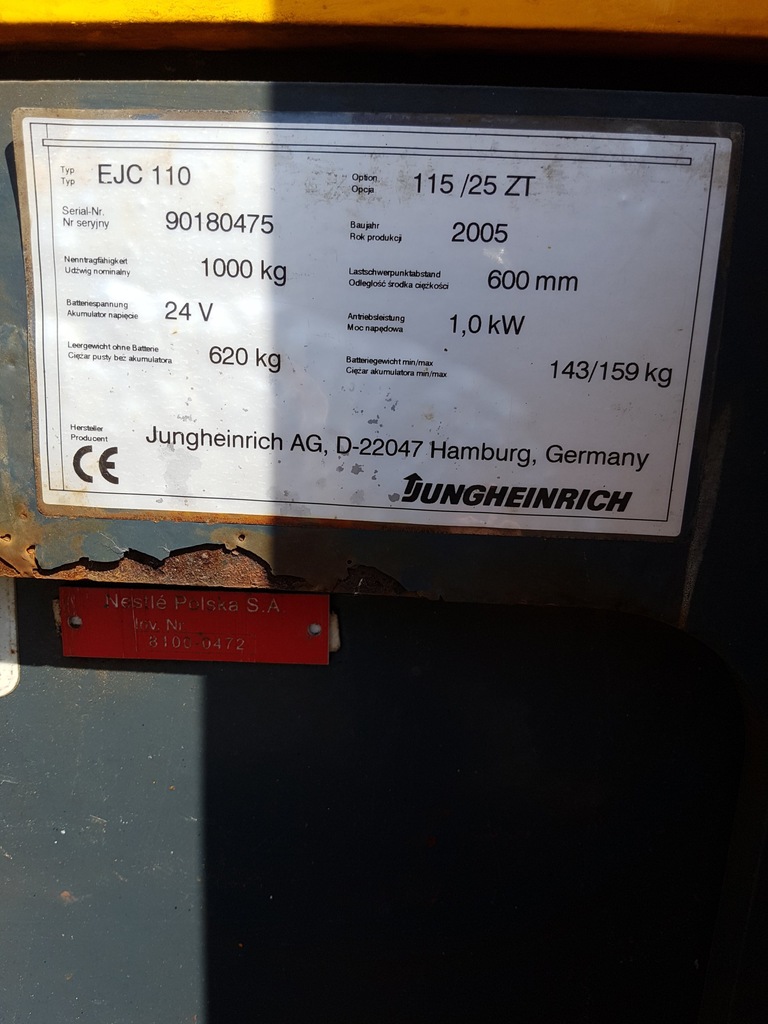 Typ EJC 110 Option 115 /25 ZT
Typ Opcja
Serial-Nr. 90180475 Baujahr 2005
Nr seryjny Rok produkcji
Nenntragfähigkeit 1000 kg Lastschwerpunktabstand 600 mm
Udźwig nominalny Odległość środka ciężkości
Batteriespannung 24 V Antriebsleistung 1,0 kW
Akumulator napięcie Moc napędowa
Leergewicht ohne Batterie 620 kg Batteriegewicht min/max 143/159 kg
Ciężar pusty bez akumulatora Ciężar akumulatora min/max
Hersteller Jungheinrich AG, D-22047 Hamburg, Germany
Producent
CE JUNGHEINRICH
Nestlé Polska S.A.
Inv. Nr
8100-0472